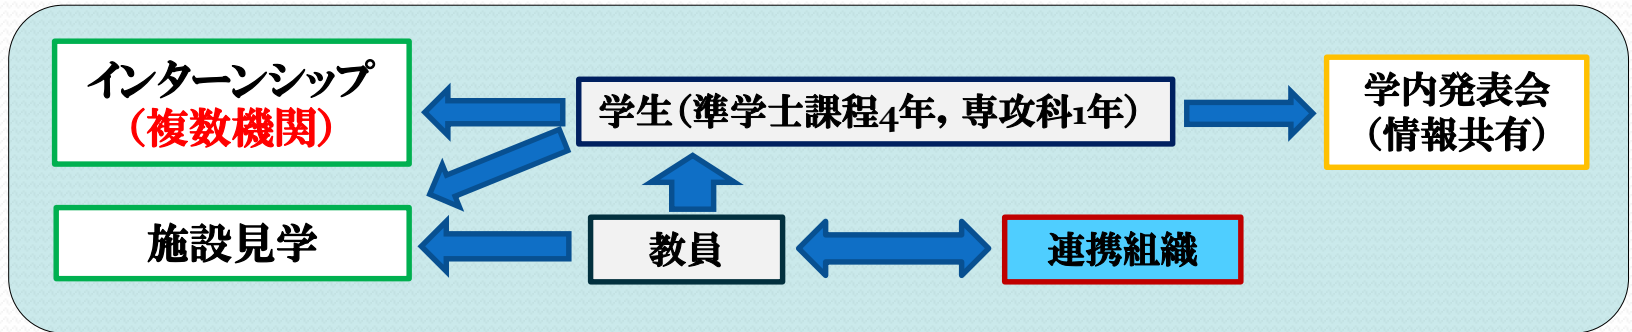 インターンシップ
（複数機関）
学生（準学士課程4年，専攻科1年）
学内発表会
（情報共有）
施設見学
教員
連携組織